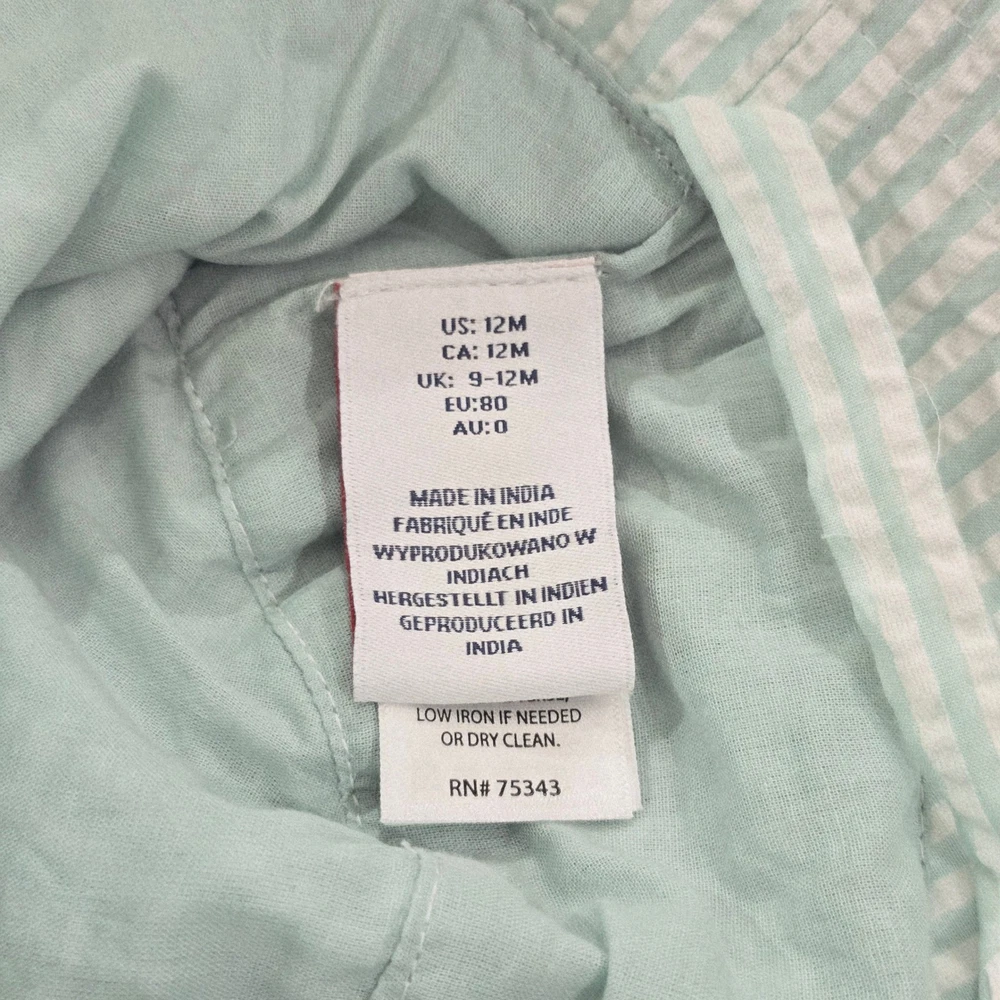 US: 12M
CA: 12M
UK: 9-12M
EU:80
AU:0
MADE IN INDIA
FABRIQUÉ EN INDE
WYPRODUKOWANO W
INDIACH
HERGESTELLT IN INDIEN
GEPRODUCEERD IN
INDIA
LOW IRON IF NEEDED
OR DRY CLEAN.
RN# 75343